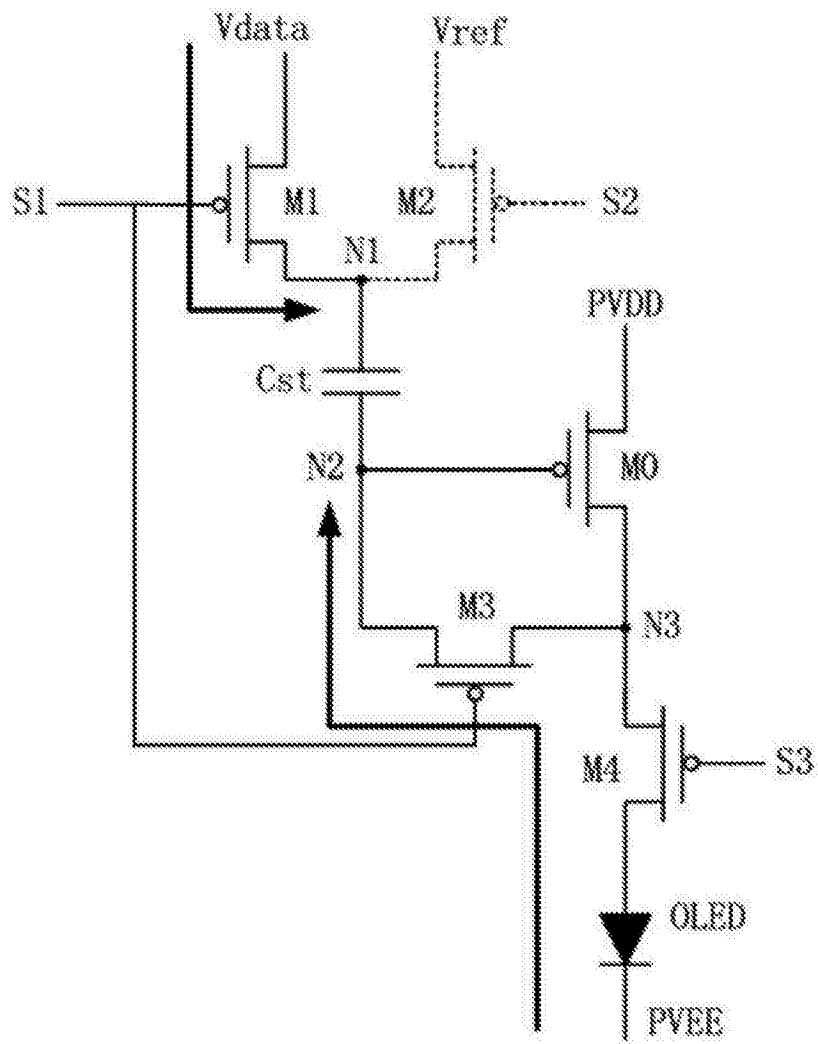 Vdata
Vref
S1
M1
M2
S2
N1
PVDD
Cst
N2
M0
M3
N3
M4
S3
OLED
PVEE